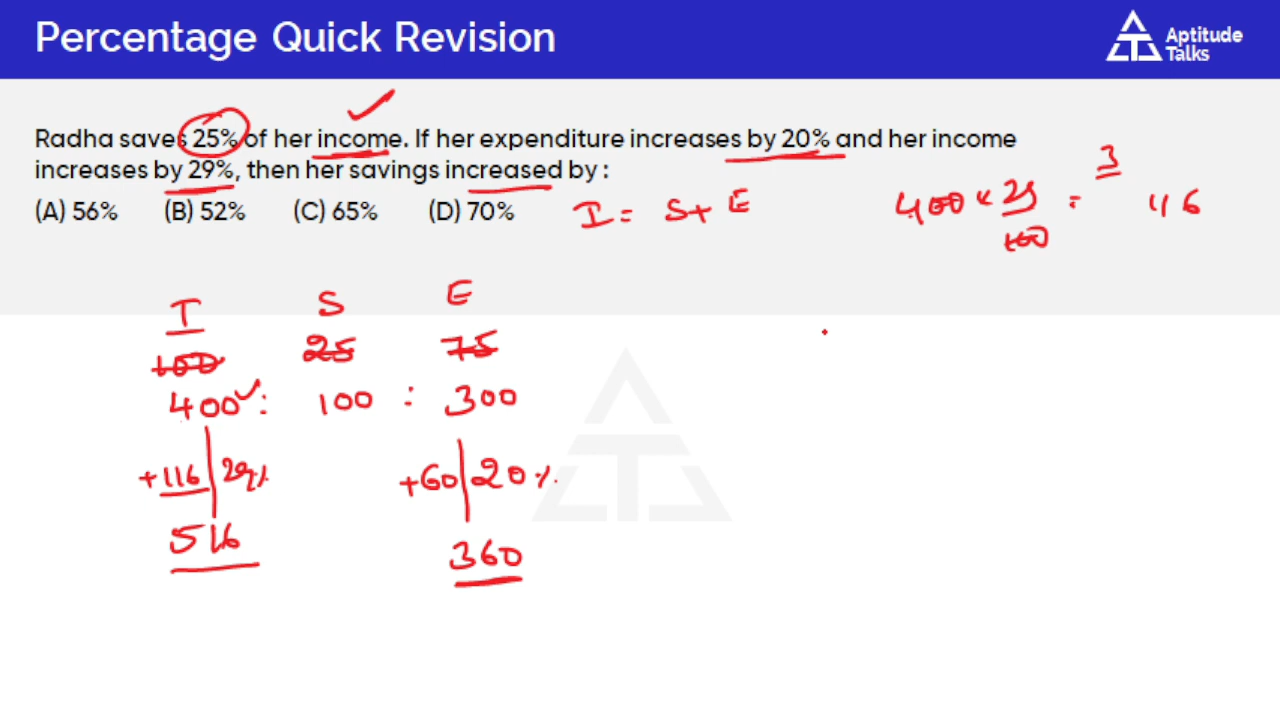 Percentage Quick Revision
Aptitude
Talks
Radha saves 25% of her income. If her expenditure increases by 20% and her income
increases by 29%, then her savings increased by :
(A) 56% (B) 52% (C) 65% (D) 70%
I = S+ E
3
400 × 29 = 116
100
I S E
100 25 75
400 : 100 : 300
+116 29% +60 20%
516 360